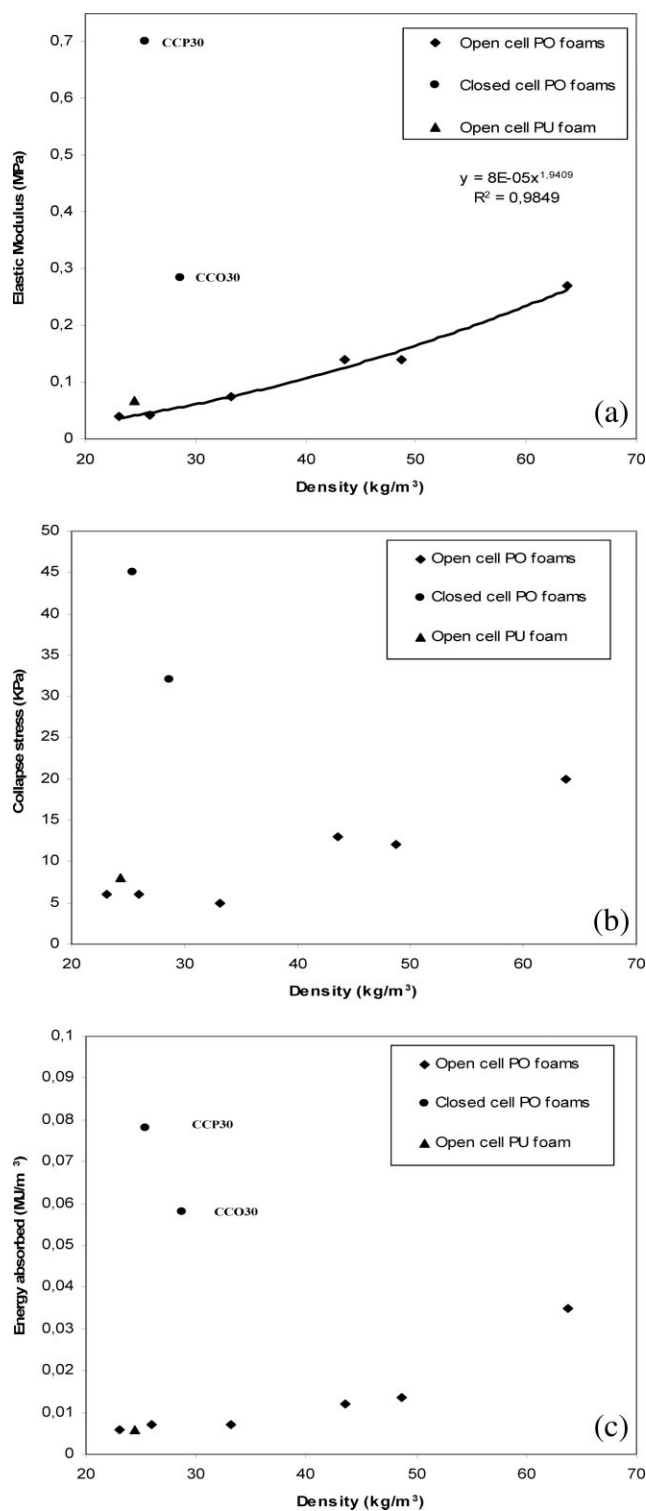 0,7
0,6
0,5
0,4
0,3
0,2
0,1
0
Elastic Modulus (MPa)
CCP30
CCO30
Open cell PO foams
Closed cell PO foams
Open cell PU foam
y = 8E-05x^1,9409
R² = 0,9849
(a)
20 30 40 50 60 70
Density (kg/m³)
50
45
40
35
30
25
20
15
10
5
0
Collapse stress (KPa)
Open cell PO foams
Closed cell PO foams
Open cell PU foam
(b)
20 30 40 50 60 70
Density (kg/m³)
0,1
0,09
0,08
0,07
0,06
0,05
0,04
0,03
0,02
0,01
0
Energy absorbed (MJ/m³)
CCP30
CCO30
Open cell PO foams
Closed cell PO foams
Open cell PU foam
(c)
20 30 40 50 60 70
Density (kg/m³)